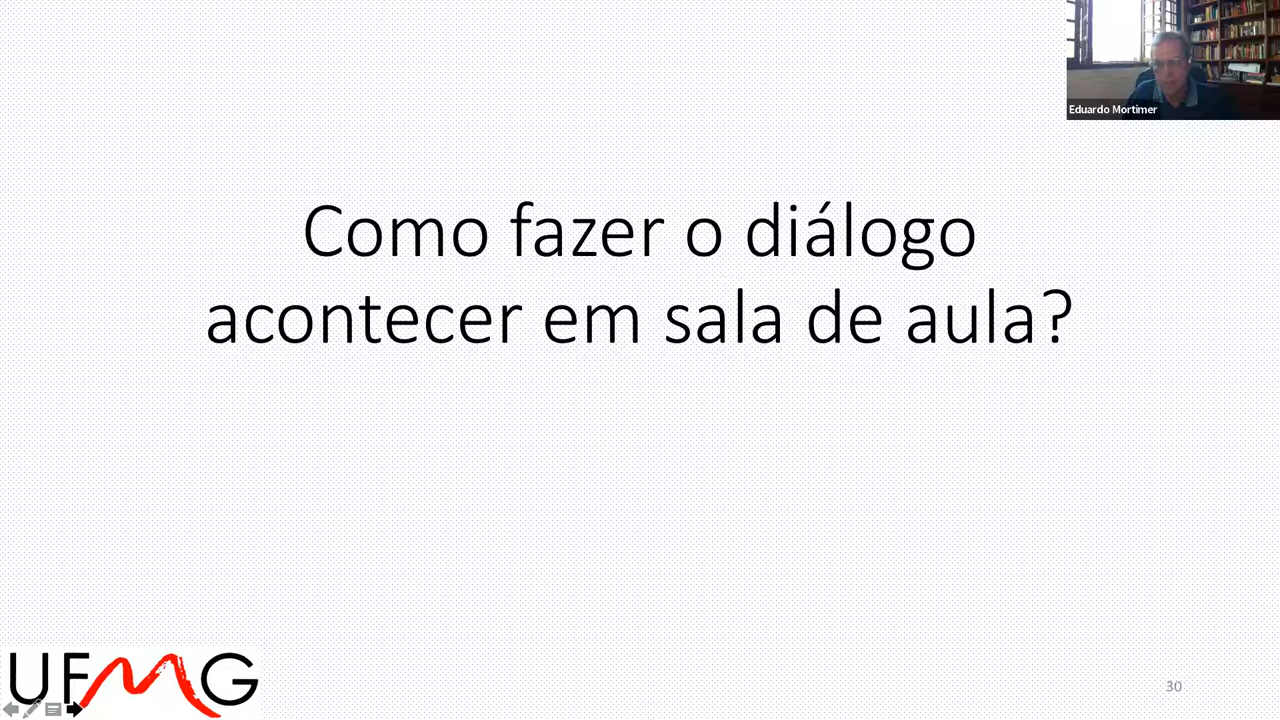 Eduardo Mortimer
Como fazer o diálogo
acontecer em sala de aula?
UFMG
30